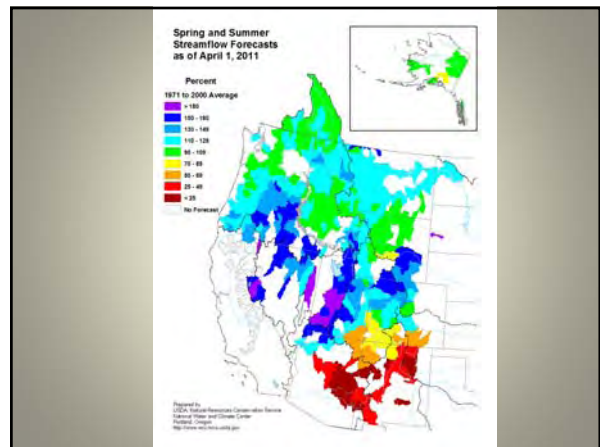 Spring and Summer
Streamflow Forecasts
as of April 1, 2011
Percent
1971 to 2000 Average
> 180
150 - 180
130 - 149
110 - 129
90 - 109
70 - 89
50 - 69
25 - 49
< 25
No Forecast
Prepared by
USDA, Natural Resources Conservation Service
National Water and Climate Center
Portland, Oregon